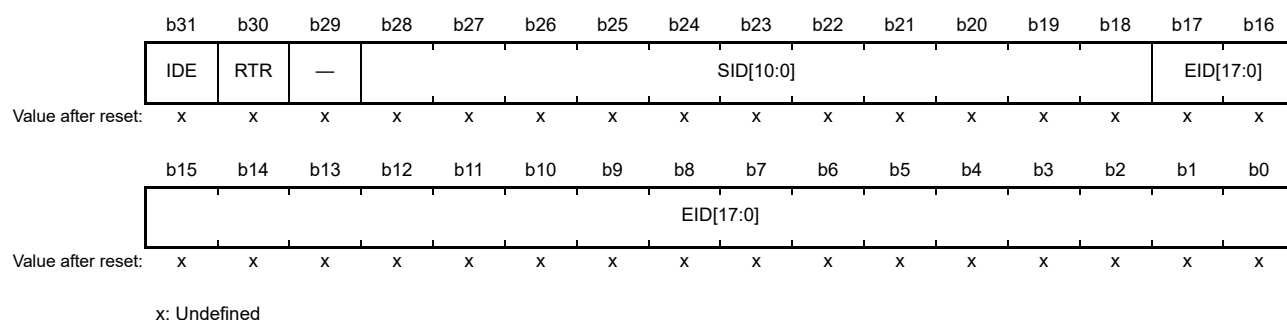 b31 b30 b29 b28 b27 b26 b25 b24 b23 b22 b21 b20 b19 b18 b17 b16
IDE RTR — SID[10:0] EID[17:0]
Value after reset: x x x x x x x x x x x x x x x x
b15 b14 b13 b12 b11 b10 b9 b8 b7 b6 b5 b4 b3 b2 b1 b0
EID[17:0]
Value after reset: x x x x x x x x x x x x x x x x
x: Undefined